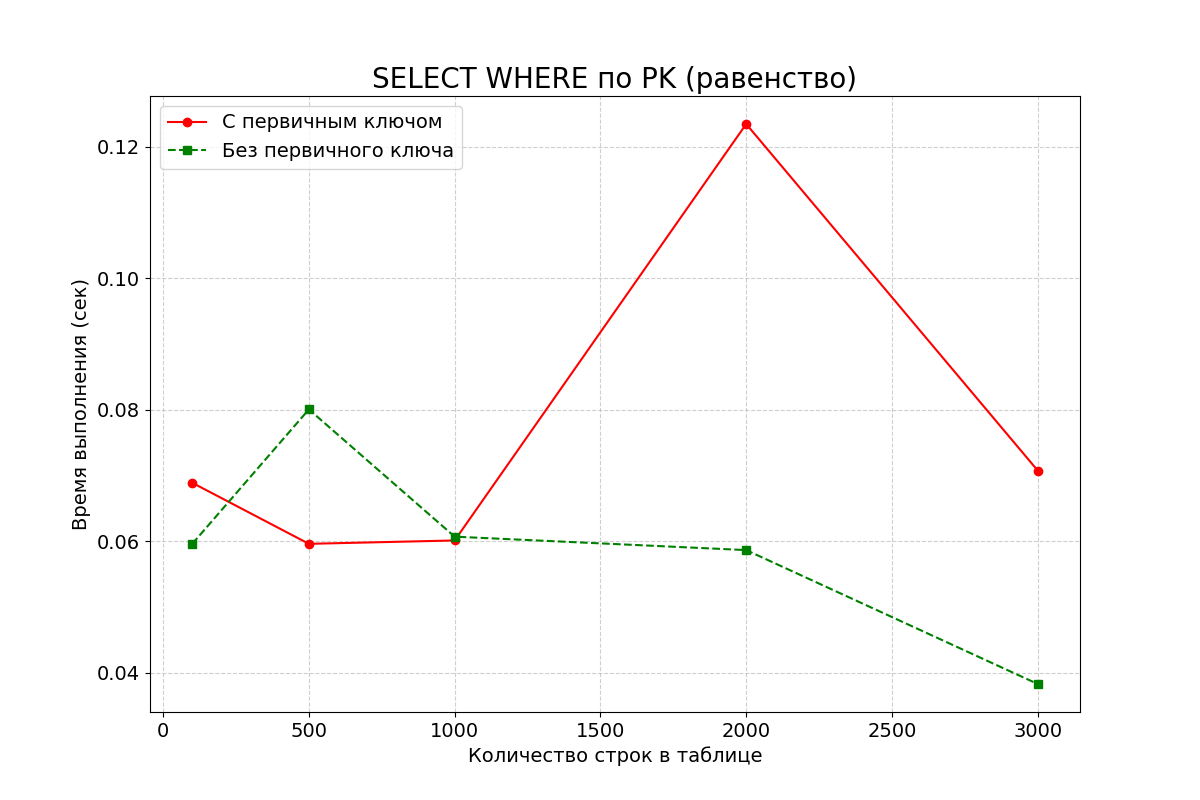 SELECT WHERE по PK (равенство)
С первичным ключом
Без первичного ключа
Время выполнения (сек)
0.12
0.10
0.08
0.06
0.04
0
500
1000
1500
2000
2500
3000
Количество строк в таблице